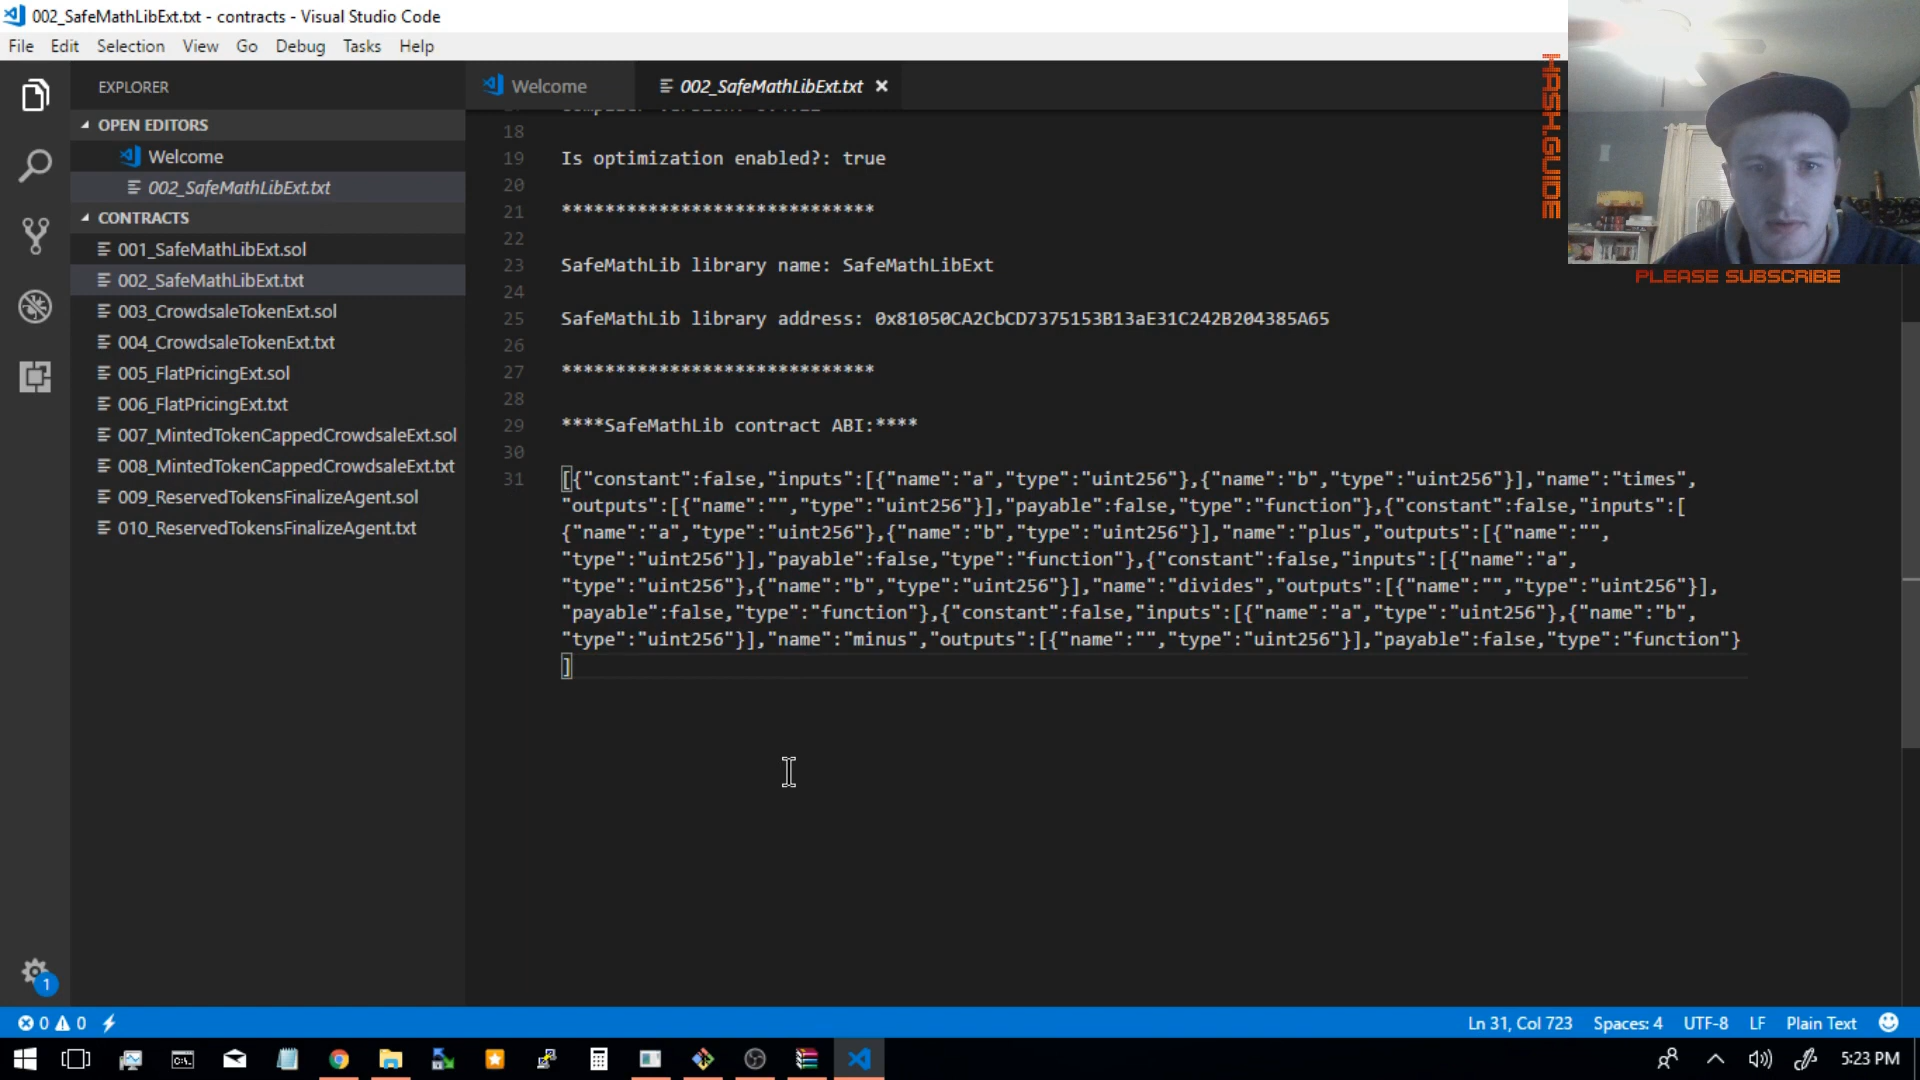 002_SafeMathLibExt.txt - contracts - Visual Studio Code
File Edit Selection View Go Debug Tasks Help
EXPLORER
OPEN EDITORS
Welcome
002_SafeMathLibExt.txt
CONTRACTS
001_SafeMathLibExt.sol
002_SafeMathLibExt.txt
003_CrowdsaleTokenExt.sol
004_CrowdsaleTokenExt.txt
005_FlatPricingExt.sol
006_FlatPricingExt.txt
007_MintedTokenCappedCrowdsaleExt.sol
008_MintedTokenCappedCrowdsaleExt.txt
009_ReservedTokensFinalizeAgent.sol
010_ReservedTokensFinalizeAgent.txt
Welcome 002_SafeMathLibExt.txt
18
19 Is optimization enabled?: true
20
21 *****************************
22
23 SafeMathLib library name: SafeMathLibExt
24
25 SafeMathLib library address: 0x81050CA2CbCD7375153B13aE31C242B204385A65
26
27 *****************************
28
29 ****SafeMathLib contract ABI:****
30
31 [{"constant":false,"inputs":[{"name":"a","type":"uint256"},{"name":"b","type":"uint256"}],"name":"times",
"outputs":[{"name":"","type":"uint256"}],"payable":false,"type":"function"},{"constant":false,"inputs":[
{"name":"a","type":"uint256"},{"name":"b","type":"uint256"}],"name":"plus","outputs":[{"name":"",
"type":"uint256"}],"payable":false,"type":"function"},{"constant":false,"inputs":[{"name":"a",
"type":"uint256"},{"name":"b","type":"uint256"}],"name":"divides","outputs":[{"name":"","type":"uint256"}],
"payable":false,"type":"function"},{"constant":false,"inputs":[{"name":"a","type":"uint256"},{"name":"b",
"type":"uint256"}],"name":"minus","outputs":[{"name":"","type":"uint256"}],"payable":false,"type":"function"}
]
HASH.GUIDE
PLEASE SUBSCRIBE
1
0 0
Ln 31, Col 723 Spaces: 4 UTF-8 LF Plain Text
5:23 PM